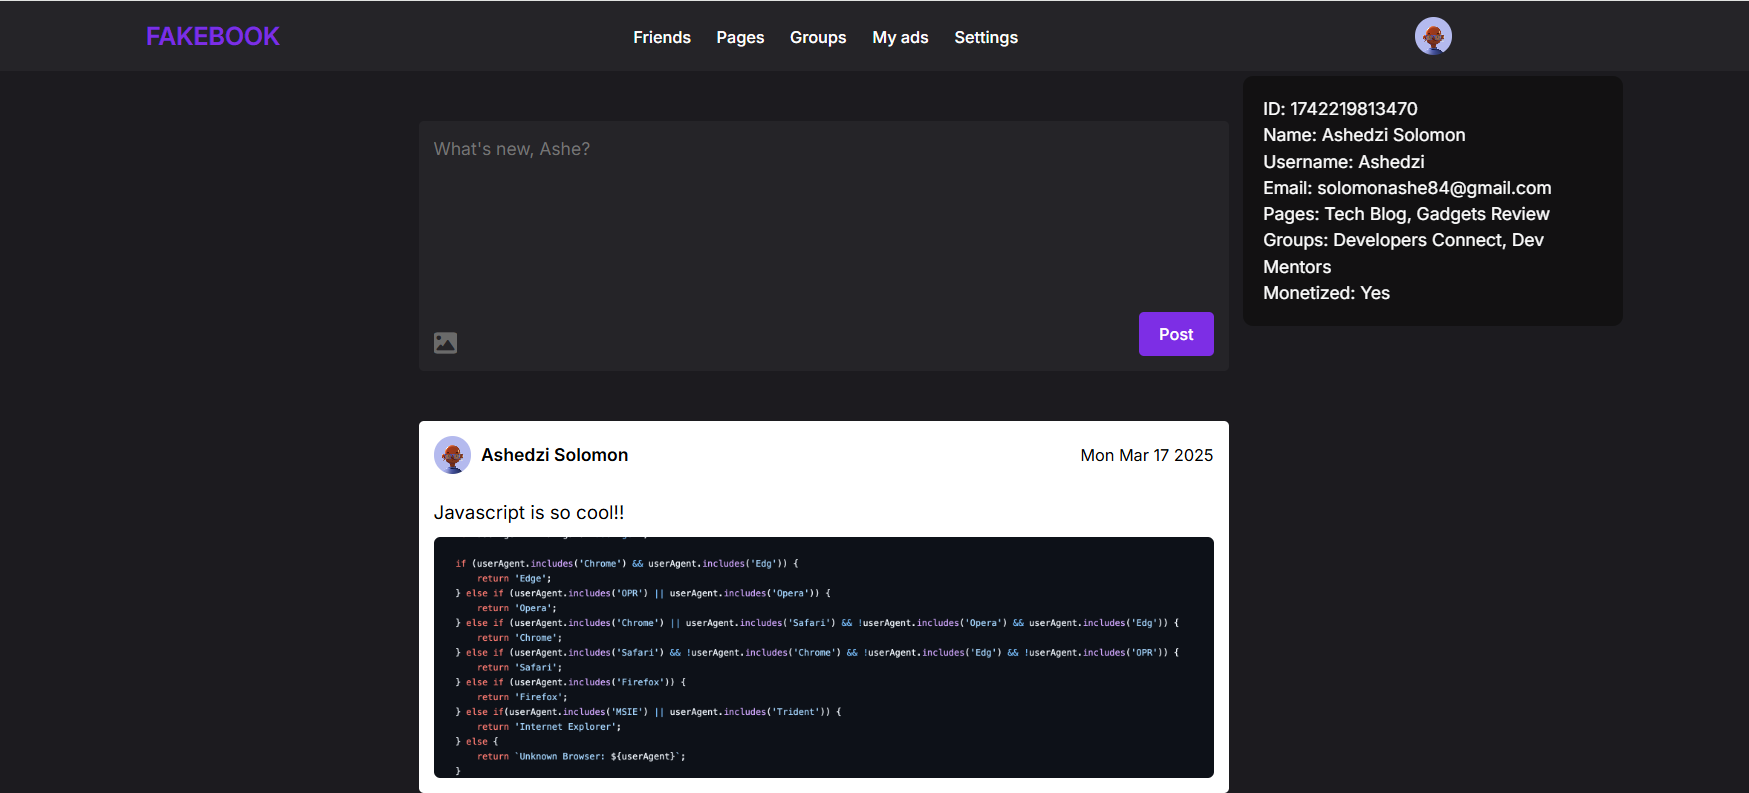 FAKEBOOK
Friends Pages Groups My ads Settings
ID: 1742219813470
Name: Ashedzi Solomon
Username: Ashedzi
Email: solomonashe84@gmail.com
Pages: Tech Blog, Gadgets Review
Groups: Developers Connect, Dev
Mentors
Monetized: Yes
What's new, Ashe?
Post
Ashedzi Solomon
Mon Mar 17 2025
Javascript is so cool!!
if (userAgent.includes('Chrome') && userAgent.includes('Edg')) {
return 'Edge';
} else if (userAgent.includes('OPR') || userAgent.includes('Opera')) {
return 'Opera';
} else if (userAgent.includes('Chrome') || userAgent.includes('Safari') && !userAgent.includes('Opera') && userAgent.includes('Edg')) {
return 'Chrome';
} else if (userAgent.includes('Safari') && !userAgent.includes('Chrome') && !userAgent.includes('Edg') && !userAgent.includes('OPR')) {
return 'Safari';
} else if (userAgent.includes('Firefox')) {
return 'Firefox';
} else if(userAgent.includes('MSIE') || userAgent.includes('Trident')) {
return 'Internet Explorer';
} else {
return `Unknown Browser: ${userAgent}`;
}